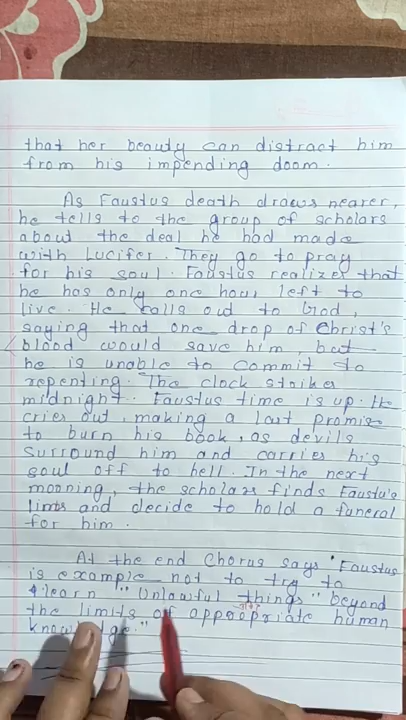 that her beauty can distract him
from his impending doom.
As Faustus death draws nearer,
he tells to the group of scholars
about the deal he had made
with Lucifer. They go to pray
for his soul. Faustus realizes that
he has only one hour left to
live. He calls out to God,
saying that one drop of Christ's
blood would save him, but
he is unable to commit to
repenting. The clock strikes
midnight. Faustus time is up. He
cries out, making a last promise
to burn his book, as devils
surround him and carries his
soul off to hell. In the next
morning, the scholars finds Faustu's
limbs and decide to hold a funeral
for him.
At the end Chorus says "Faustus
is example not to try to
learn "Unlawful things" beyond
the limits of appropriate human
knowledge."